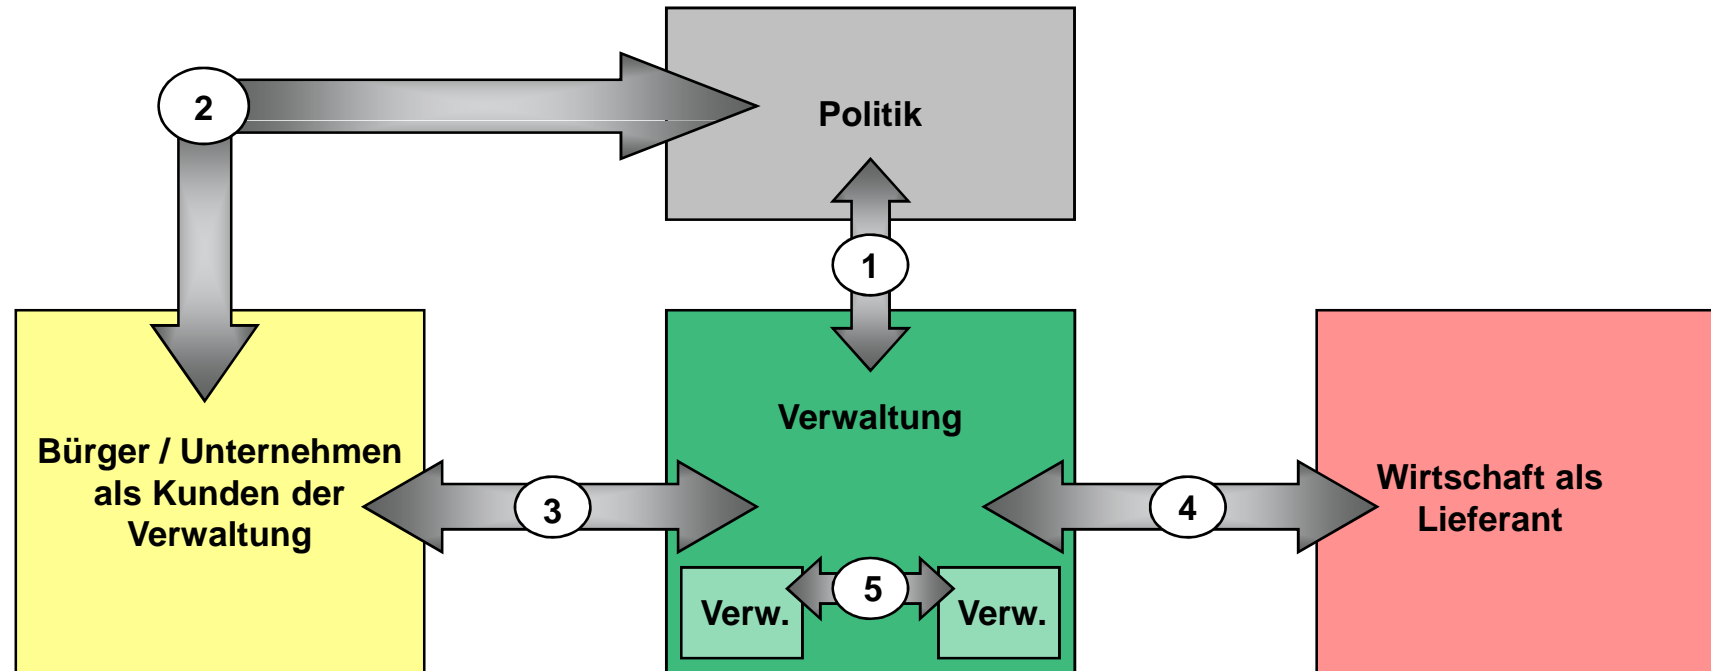 2
Politik
1
Bürger / Unternehmen
als Kunden der
Verwaltung
3
Verwaltung
4
Wirtschaft als
Lieferant
Verw.
5
Verw.